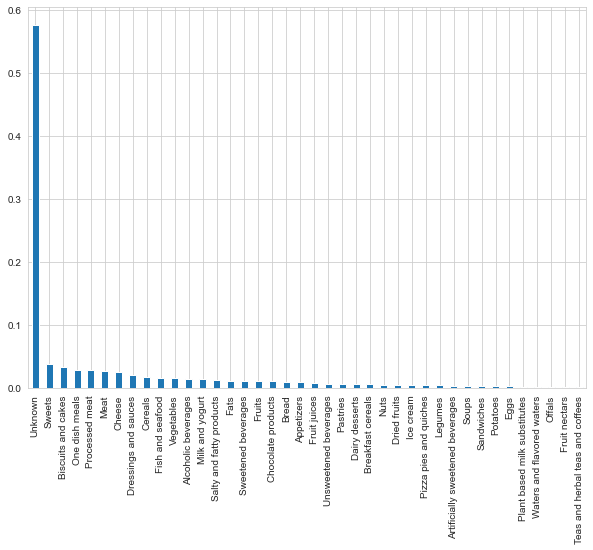 0.6
0.5
0.4
0.3
0.2
0.1
0.0
Unknown
Sweets
Biscuits and cakes
One dish meals
Processed meat
Meat
Cheese
Dressings and sauces
Cereals
Fish and seafood
Vegetables
Alcoholic beverages
Milk and yogurt
Salty and fatty products
Fats
Sweetened beverages
Fruits
Chocolate products
Bread
Appetizers
Fruit juices
Unsweetened beverages
Pastries
Dairy desserts
Breakfast cereals
Nuts
Dried fruits
Ice cream
Pizza pies and quiches
Legumes
Artificially sweetened beverages
Soups
Sandwiches
Potatoes
Eggs
Plant based milk substitutes
Waters and flavored waters
Offals
Fruit nectars
Teas and herbal teas and coffees